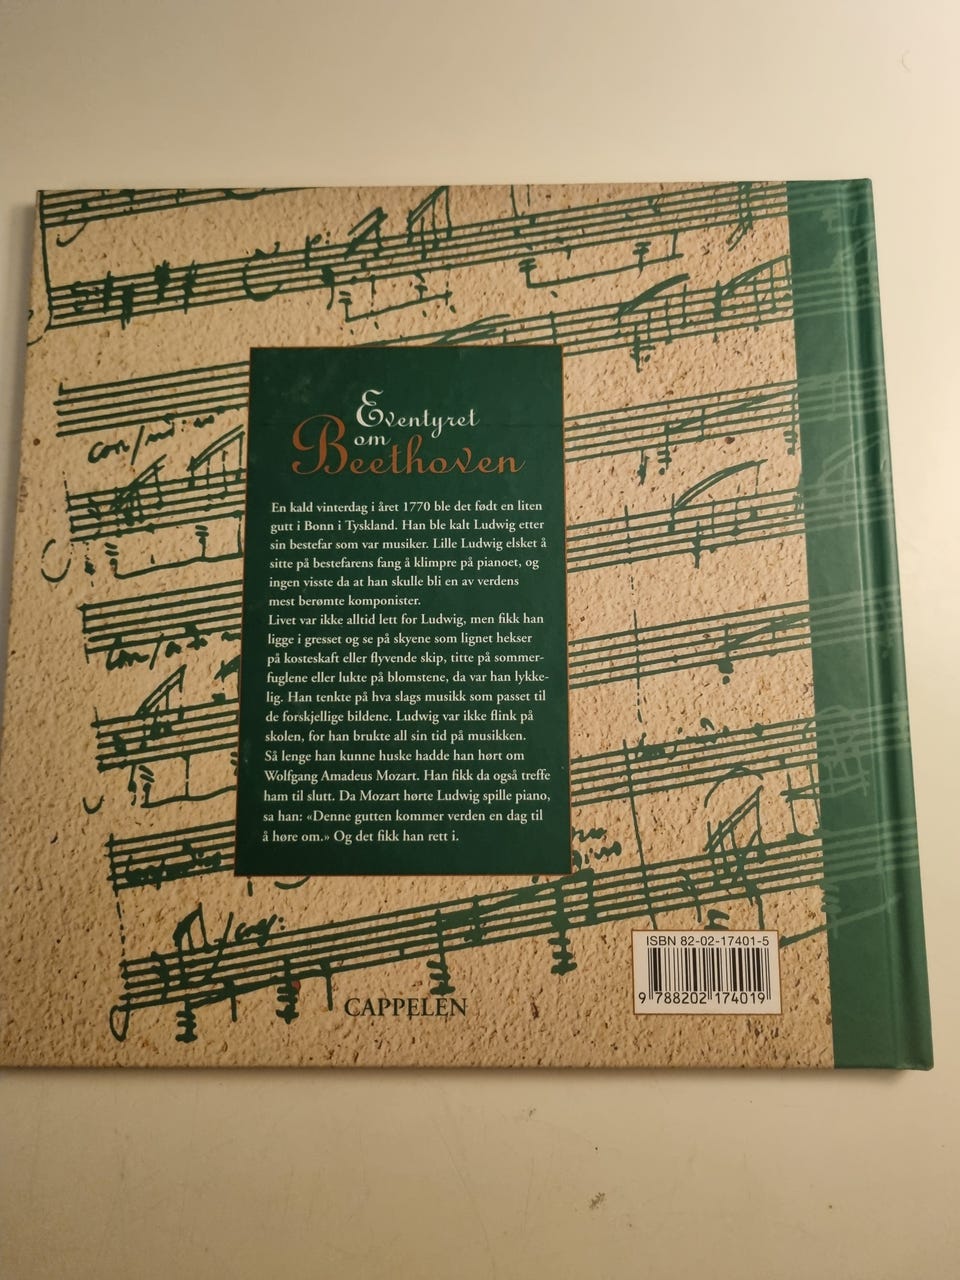 Eventyret
om
Beethoven
En kald vinterdag i året 1770 ble det født en liten
gutt i Bonn i Tyskland. Han ble kalt Ludwig etter
sin bestefar som var musiker. Lille Ludwig elsket å
sitte på bestefarens fang å klimpre på pianoet, og
ingen visste da at han skulle bli en av verdens
mest berømte komponister.
Livet var ikke alltid lett for Ludwig, men fikk han
ligge i gresset og se på skyene som lignet hekser
på kosteskaft eller flyvende skip, titte på sommer-
fuglene eller lukte på blomstene, da var han lykke-
lig. Han tenkte på hva slags musikk som passet til
de forskjellige bildene. Ludwig var ikke flink på
skolen, for han brukte all sin tid på musikken.
Så lenge han kunne huske hadde han hørt om
Wolfgang Amadeus Mozart. Han fikk da også treffe
ham til slutt. Da Mozart hørte Ludwig spille piano,
sa han: «Denne gutten kommer verden en dag til
å høre om.» Og det fikk han rett i.
ISBN 82-02-17401-5
9 788202 174019
CAPPELEN